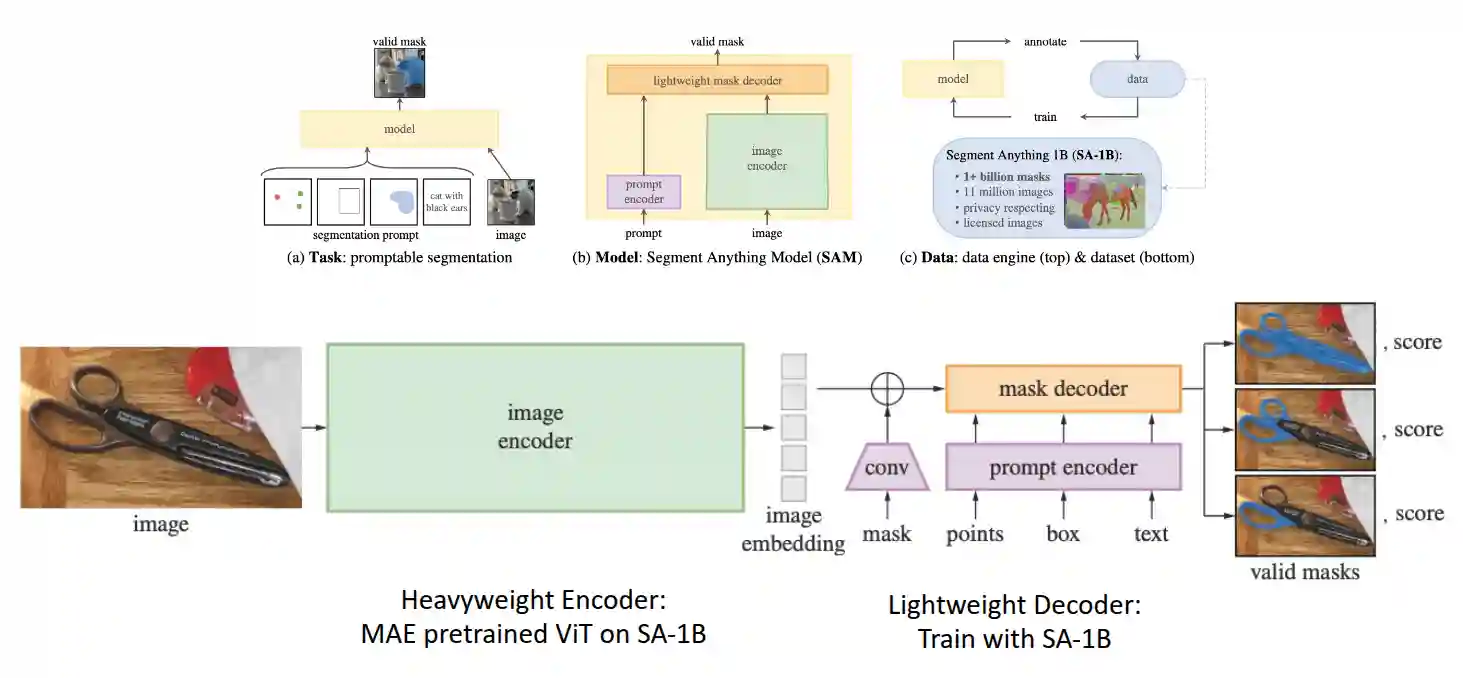 valid mask
model
cat with
black ears
segmentation prompt
image
(a) Task: promptable segmentation
valid mask
lightweight mask decoder
image
encoder
prompt
encoder
prompt
image
(b) Model: Segment Anything Model (SAM)
annotate
model
data
train
Segment Anything 1B (SA-1B):
• 1+ billion masks
• 11 million images
• privacy respecting
• licensed images
(c) Data: data engine (top) & dataset (bottom)
image
image
encoder
image
embedding
conv
mask
mask decoder
prompt encoder
points
box
text
, score
, score
, score
valid masks
Heavyweight Encoder:
MAE pretrained ViT on SA-1B
Lightweight Decoder:
Train with SA-1B